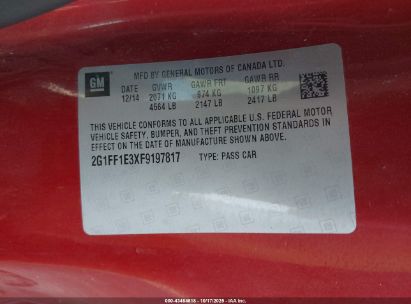 MFD BY GENERAL MOTORS OF CANADA LTD.
GM
DATE GVWR GAWR FRT GAWR RR
12/14 2071 KG 974 KG 1097 KG
4564 LB 2147 LB 2417 LB
THIS VEHICLE CONFORMS TO ALL APPLICABLE U.S. FEDERAL MOTOR
VEHICLE SAFETY, BUMPER, AND THEFT PREVENTION STANDARDS IN
EFFECT ON THE DATE OF MANUFACTURE SHOWN ABOVE.
2G1FF1E3XF9197817 TYPE: PASS CAR